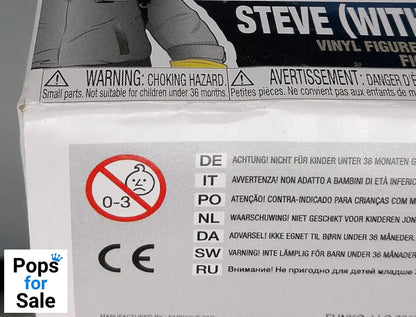 STEVE (WITH
VINYL FIGURE
FI
WARNING: CHOKING HAZARD.
Small parts. Not suitable for children under 36 months.
AVERTISSEMENT: DANGER D'É
Petites pièces. Ne convient pas aux enfants de m
0-3
CE
DE ACHTUNG! NICHT FÜR KINDER UNTER 36 MONATEN G
IT AVVERTENZA! NON ADATTO A BAMBINI DI ETÀ INFERIO
PO ATENÇÃO! CONTRA-INDICADO PARA CRIANÇAS COM M
NL WAARSCHUWING! NIET GESCHIKT VOOR KINDEREN JON
DA ADVARSEL! IKKE EGNET TIL BØRN UNDER 36 MÅNEDER.
SW VARNING! INTE LÄMPLIG FÖR BARN UNDER 36 MÅNADER
RU Внимание! Не пригодно для детей младше
Pops
for
Sale